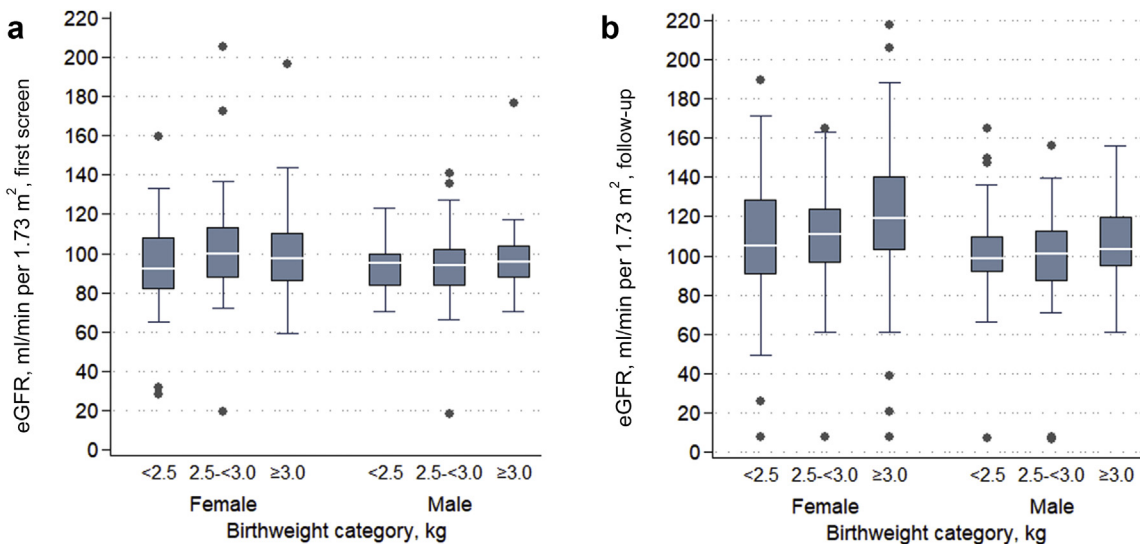 a
eGFR, ml/min per 1.73 m², first screen
220
200
180
160
140
120
100
80
60
40
20
0
<2.5 2.5-<3.0 ≥3.0 <2.5 2.5-<3.0 ≥3.0
Female Male
Birthweight category, kg
b
eGFR, ml/min per 1.73 m², follow-up
220
200
180
160
140
120
100
80
60
40
20
0
<2.5 2.5-<3.0 ≥3.0 <2.5 2.5-<3.0 ≥3.0
Female Male
Birthweight category, kg